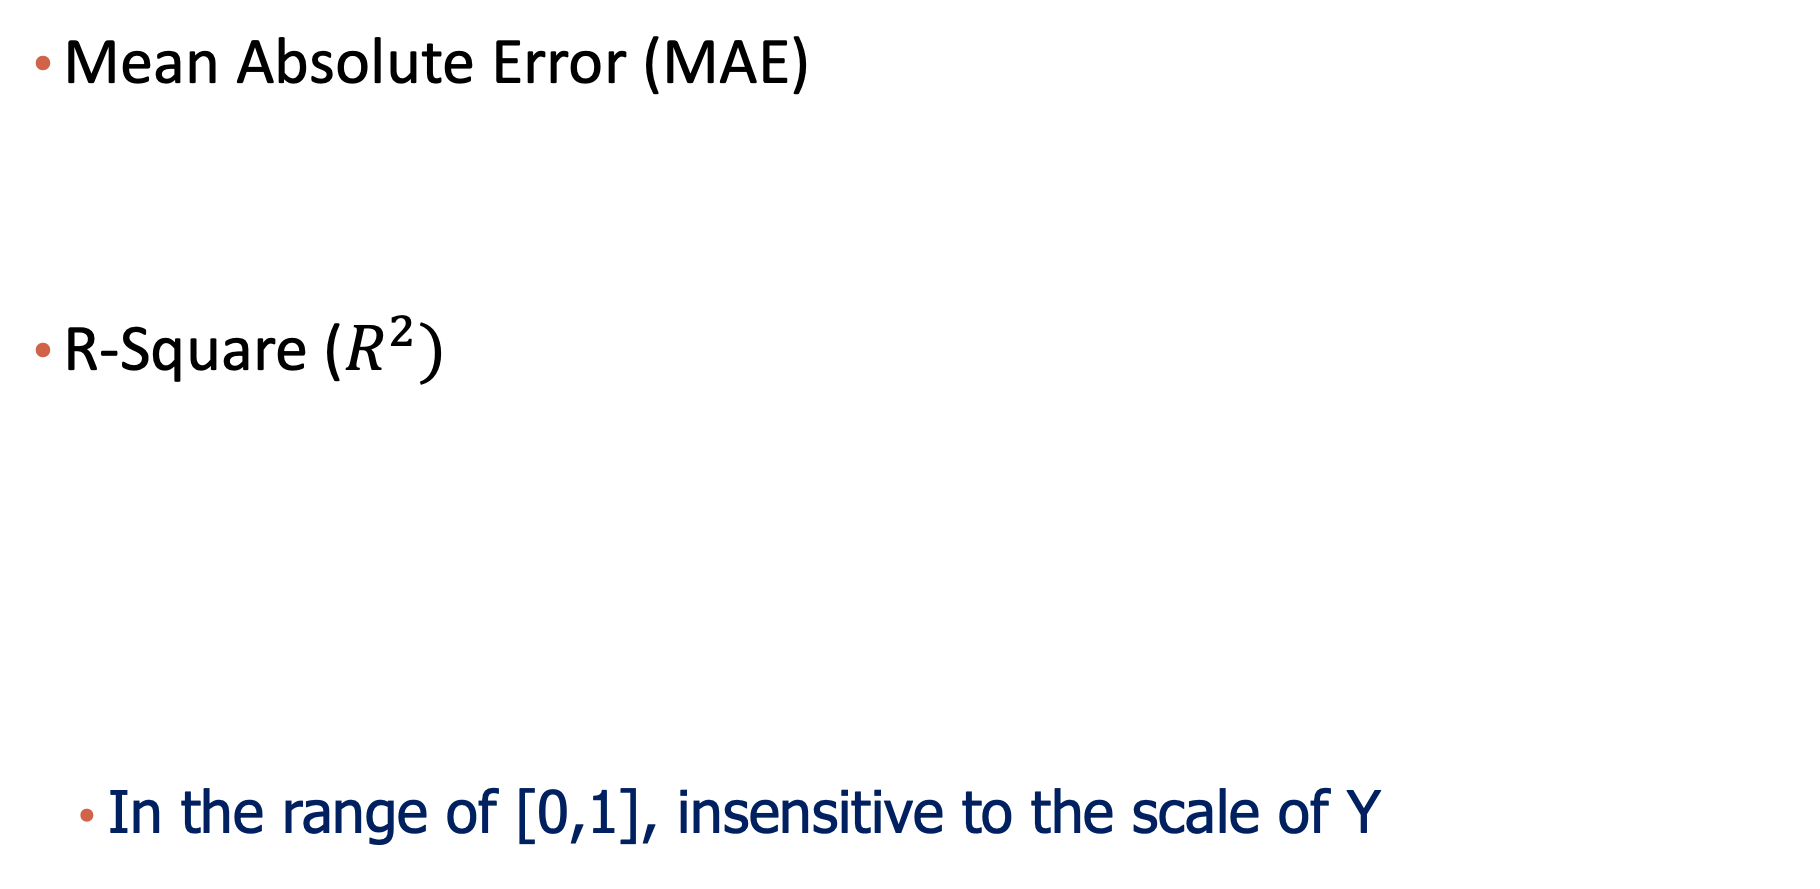 • Mean Absolute Error (MAE)
• R-Square (R²)
• In the range of [0,1], insensitive to the scale of Y